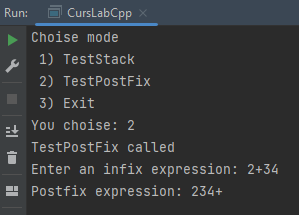 Run: CursLabCpp
Choise mode
1) TestStack
2) TestPostFix
3) Exit
You choise: 2
TestPostFix called
Enter an infix expression: 2+34
Postfix expression: 234+